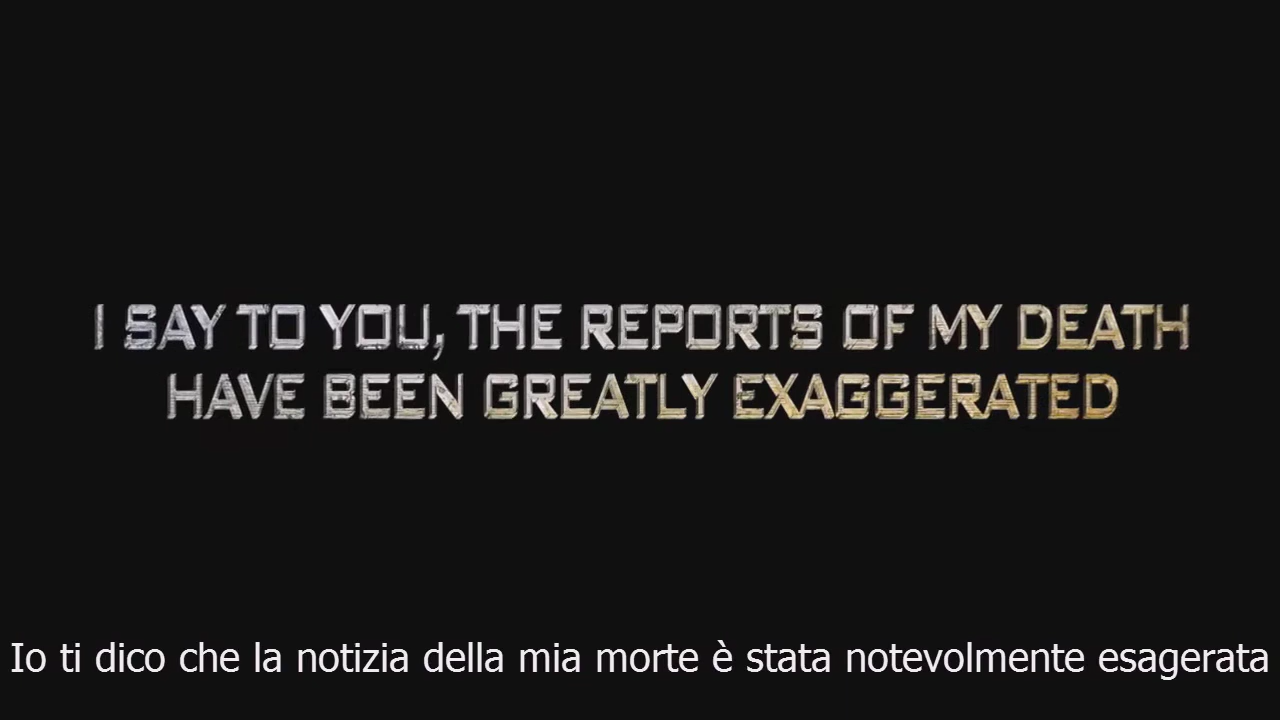 I SAY TO YOU, THE REPORTS OF MY DEATH
HAVE BEEN GREATLY EXAGGERATED
Io ti dico che la notizia della mia morte è stata notevolmente esagerata